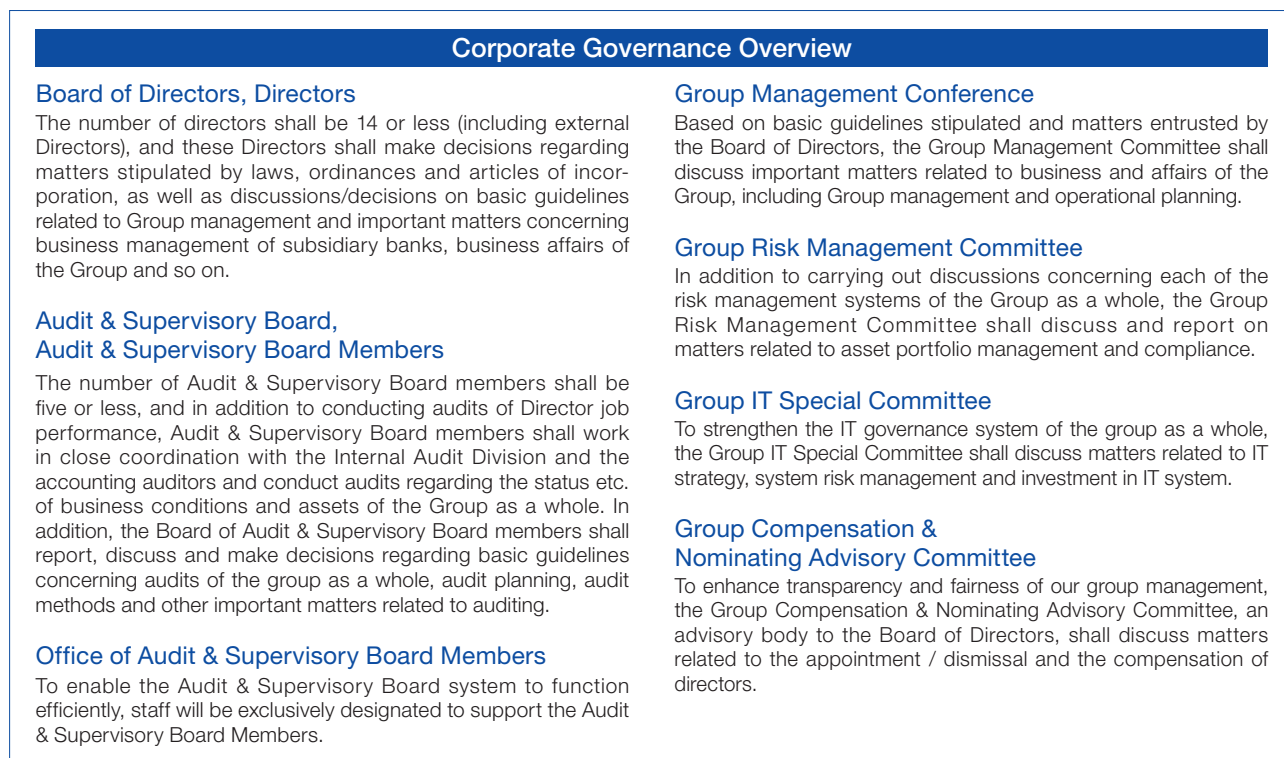 Corporate Governance Overview
Board of Directors, Directors
The number of directors shall be 14 or less (including external
Directors), and these Directors shall make decisions regarding
matters stipulated by laws, ordinances and articles of incor-
poration, as well as discussions/decisions on basic guidelines
related to Group management and important matters concerning
business management of subsidiary banks, business affairs of
the Group and so on.
Audit & Supervisory Board,
Audit & Supervisory Board Members
The number of Audit & Supervisory Board members shall be
five or less, and in addition to conducting audits of Director job
performance, Audit & Supervisory Board members shall work
in close coordination with the Internal Audit Division and the
accounting auditors and conduct audits regarding the status etc.
of business conditions and assets of the Group as a whole. In
addition, the Board of Audit & Supervisory Board members shall
report, discuss and make decisions regarding basic guidelines
concerning audits of the group as a whole, audit planning, audit
methods and other important matters related to auditing.
Office of Audit & Supervisory Board Members
To enable the Audit & Supervisory Board system to function
efficiently, staff will be exclusively designated to support the Audit
& Supervisory Board Members.
Group Management Conference
Based on basic guidelines stipulated and matters entrusted by
the Board of Directors, the Group Management Committee shall
discuss important matters related to business and affairs of the
Group, including Group management and operational planning.
Group Risk Management Committee
In addition to carrying out discussions concerning each of the
risk management systems of the Group as a whole, the Group
Risk Management Committee shall discuss and report on
matters related to asset portfolio management and compliance.
Group IT Special Committee
To strengthen the IT governance system of the group as a whole,
the Group IT Special Committee shall discuss matters related to IT
strategy, system risk management and investment in IT system.
Group Compensation &
Nominating Advisory Committee
To enhance transparency and fairness of our group management,
the Group Compensation & Nominating Advisory Committee, an
advisory body to the Board of Directors, shall discuss matters
related to the appointment / dismissal and the compensation of
directors.